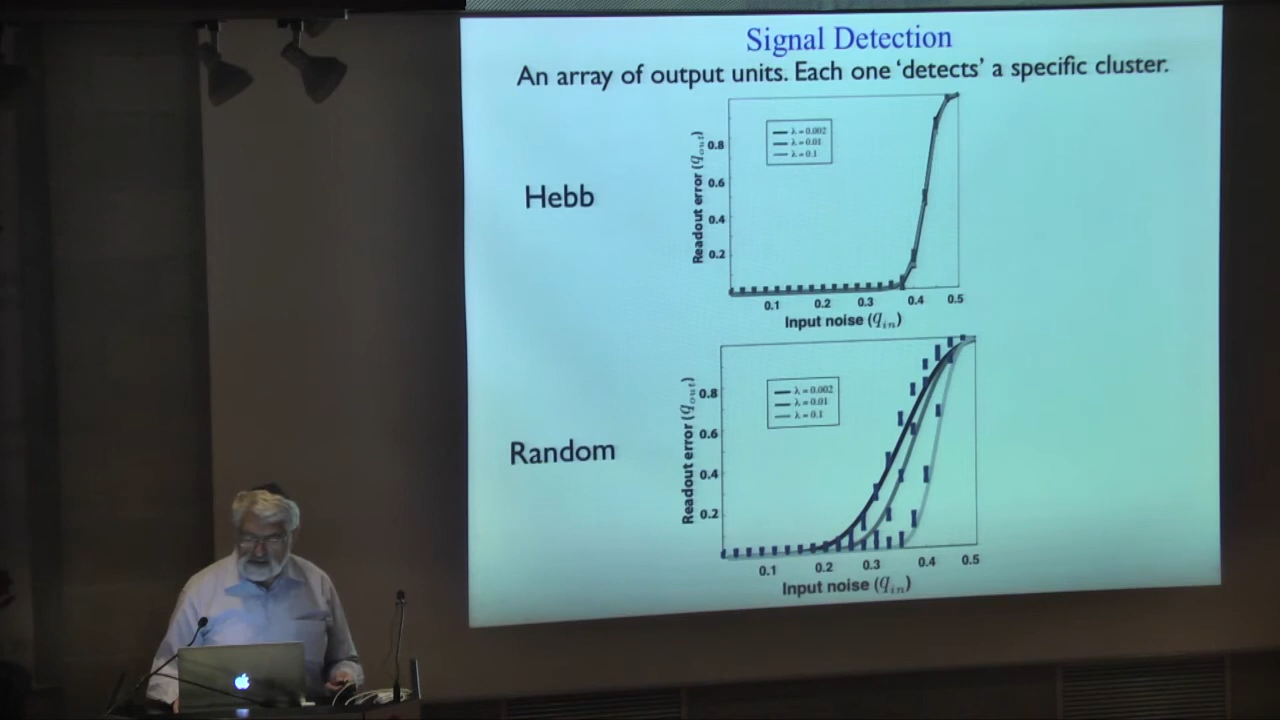 Signal Detection
An array of output units. Each one ‘detects’ a specific cluster.
Hebb
Readout error (q_out)
0.8
0.6
0.4
0.2
λ = 0.002
λ = 0.01
λ = 0.1
0.1 0.2 0.3 0.4 0.5
Input noise (q_in)
Random
Readout error (q_out)
0.8
0.6
0.4
0.2
λ = 0.002
λ = 0.01
λ = 0.1
0.1 0.2 0.3 0.4 0.5
Input noise (q_in)